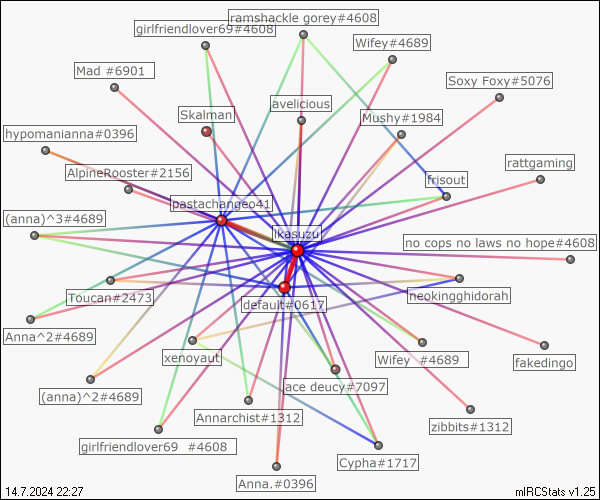 ramshackle gorey#4608
girlfriendlover69#4608
Wifey#4689
Mad #6901
Soxy Foxy#5076
avelicious
Skalman
Mushy#1984
hypomanianna#0396
rattgaming
AlpineRooster#2156
frisout
pastachangeo41
(anna)^3#4689
ikasuzu
no cops no laws no hope#4608
Toucan#2473
neokingghidorah
default#0617
Anna^2#4689
xenoyaut
Wifey #4689
fakedingo
ace deucy#7097
(anna)^2#4689
Annarchist#1312
zibbits#1312
girlfriendlover69 #4608
Cypha#1717
Anna.#0396
14.7.2024 22:27
mIRCStats v1.25